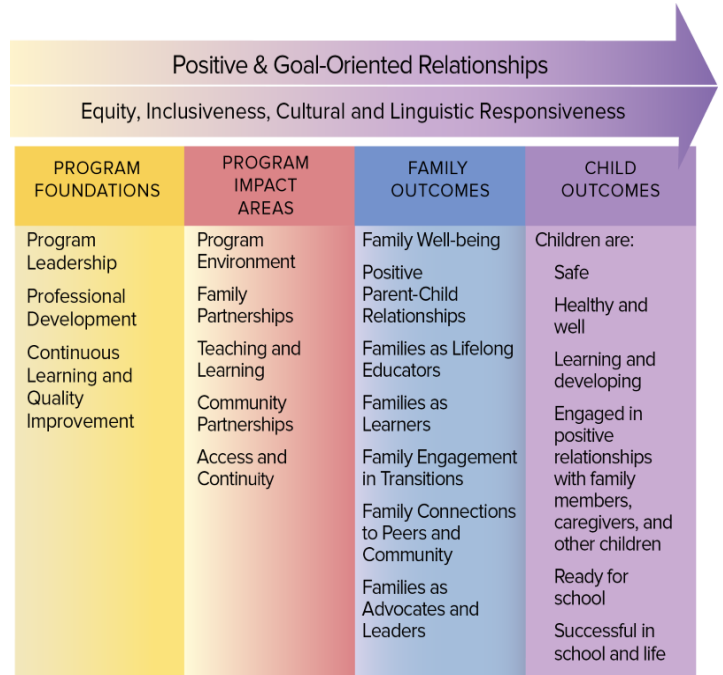 Positive & Goal-Oriented Relationships
Equity, Inclusiveness, Cultural and Linguistic Responsiveness
PROGRAM
FOUNDATIONS
Program
Leadership
Professional
Development
Continuous
Learning and
Quality
Improvement
PROGRAM
IMPACT
AREAS
Program
Environment
Family
Partnerships
Teaching and
Learning
Community
Partnerships
Access and
Continuity
FAMILY
OUTCOMES
Family Well-being
Positive
Parent-Child
Relationships
Families as Lifelong
Educators
Families as
Learners
Family Engagement
in Transitions
Family Connections
to Peers and
Community
Families as
Advocates and
Leaders
CHILD
OUTCOMES
Children are:
Safe
Healthy and
well
Learning and
developing
Engaged in
positive
relationships
with family
members,
caregivers, and
other children
Ready for
school
Successful in
school and life